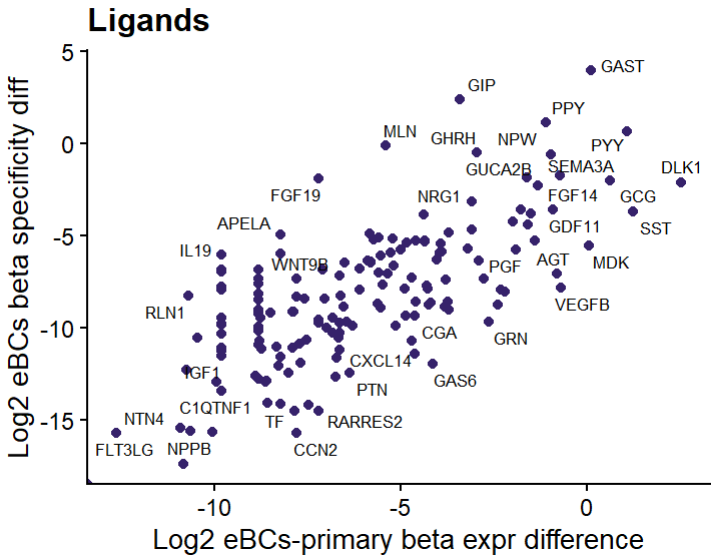 Ligands
5
GAST
GIP
PPY
MLN
GHRH
NPW
PYY
0
GUCA2B
SEMA3A
DLK1
FGF19
NRG1
FGF14
GCG
APELA
GDF11
SST
-5
IL19
WNT9B
PGF
AGT
MDK
RLN1
VEGFB
-10
CGA
GRN
IGF1
CXCL14
PTN
GAS6
C1QTNF1
-15
NTN4
TF
RARRES2
FLT3LG
NPPB
CCN2
-10
-5
0
Log2 eBCs beta specificity diff
Log2 eBCs-primary beta expr difference